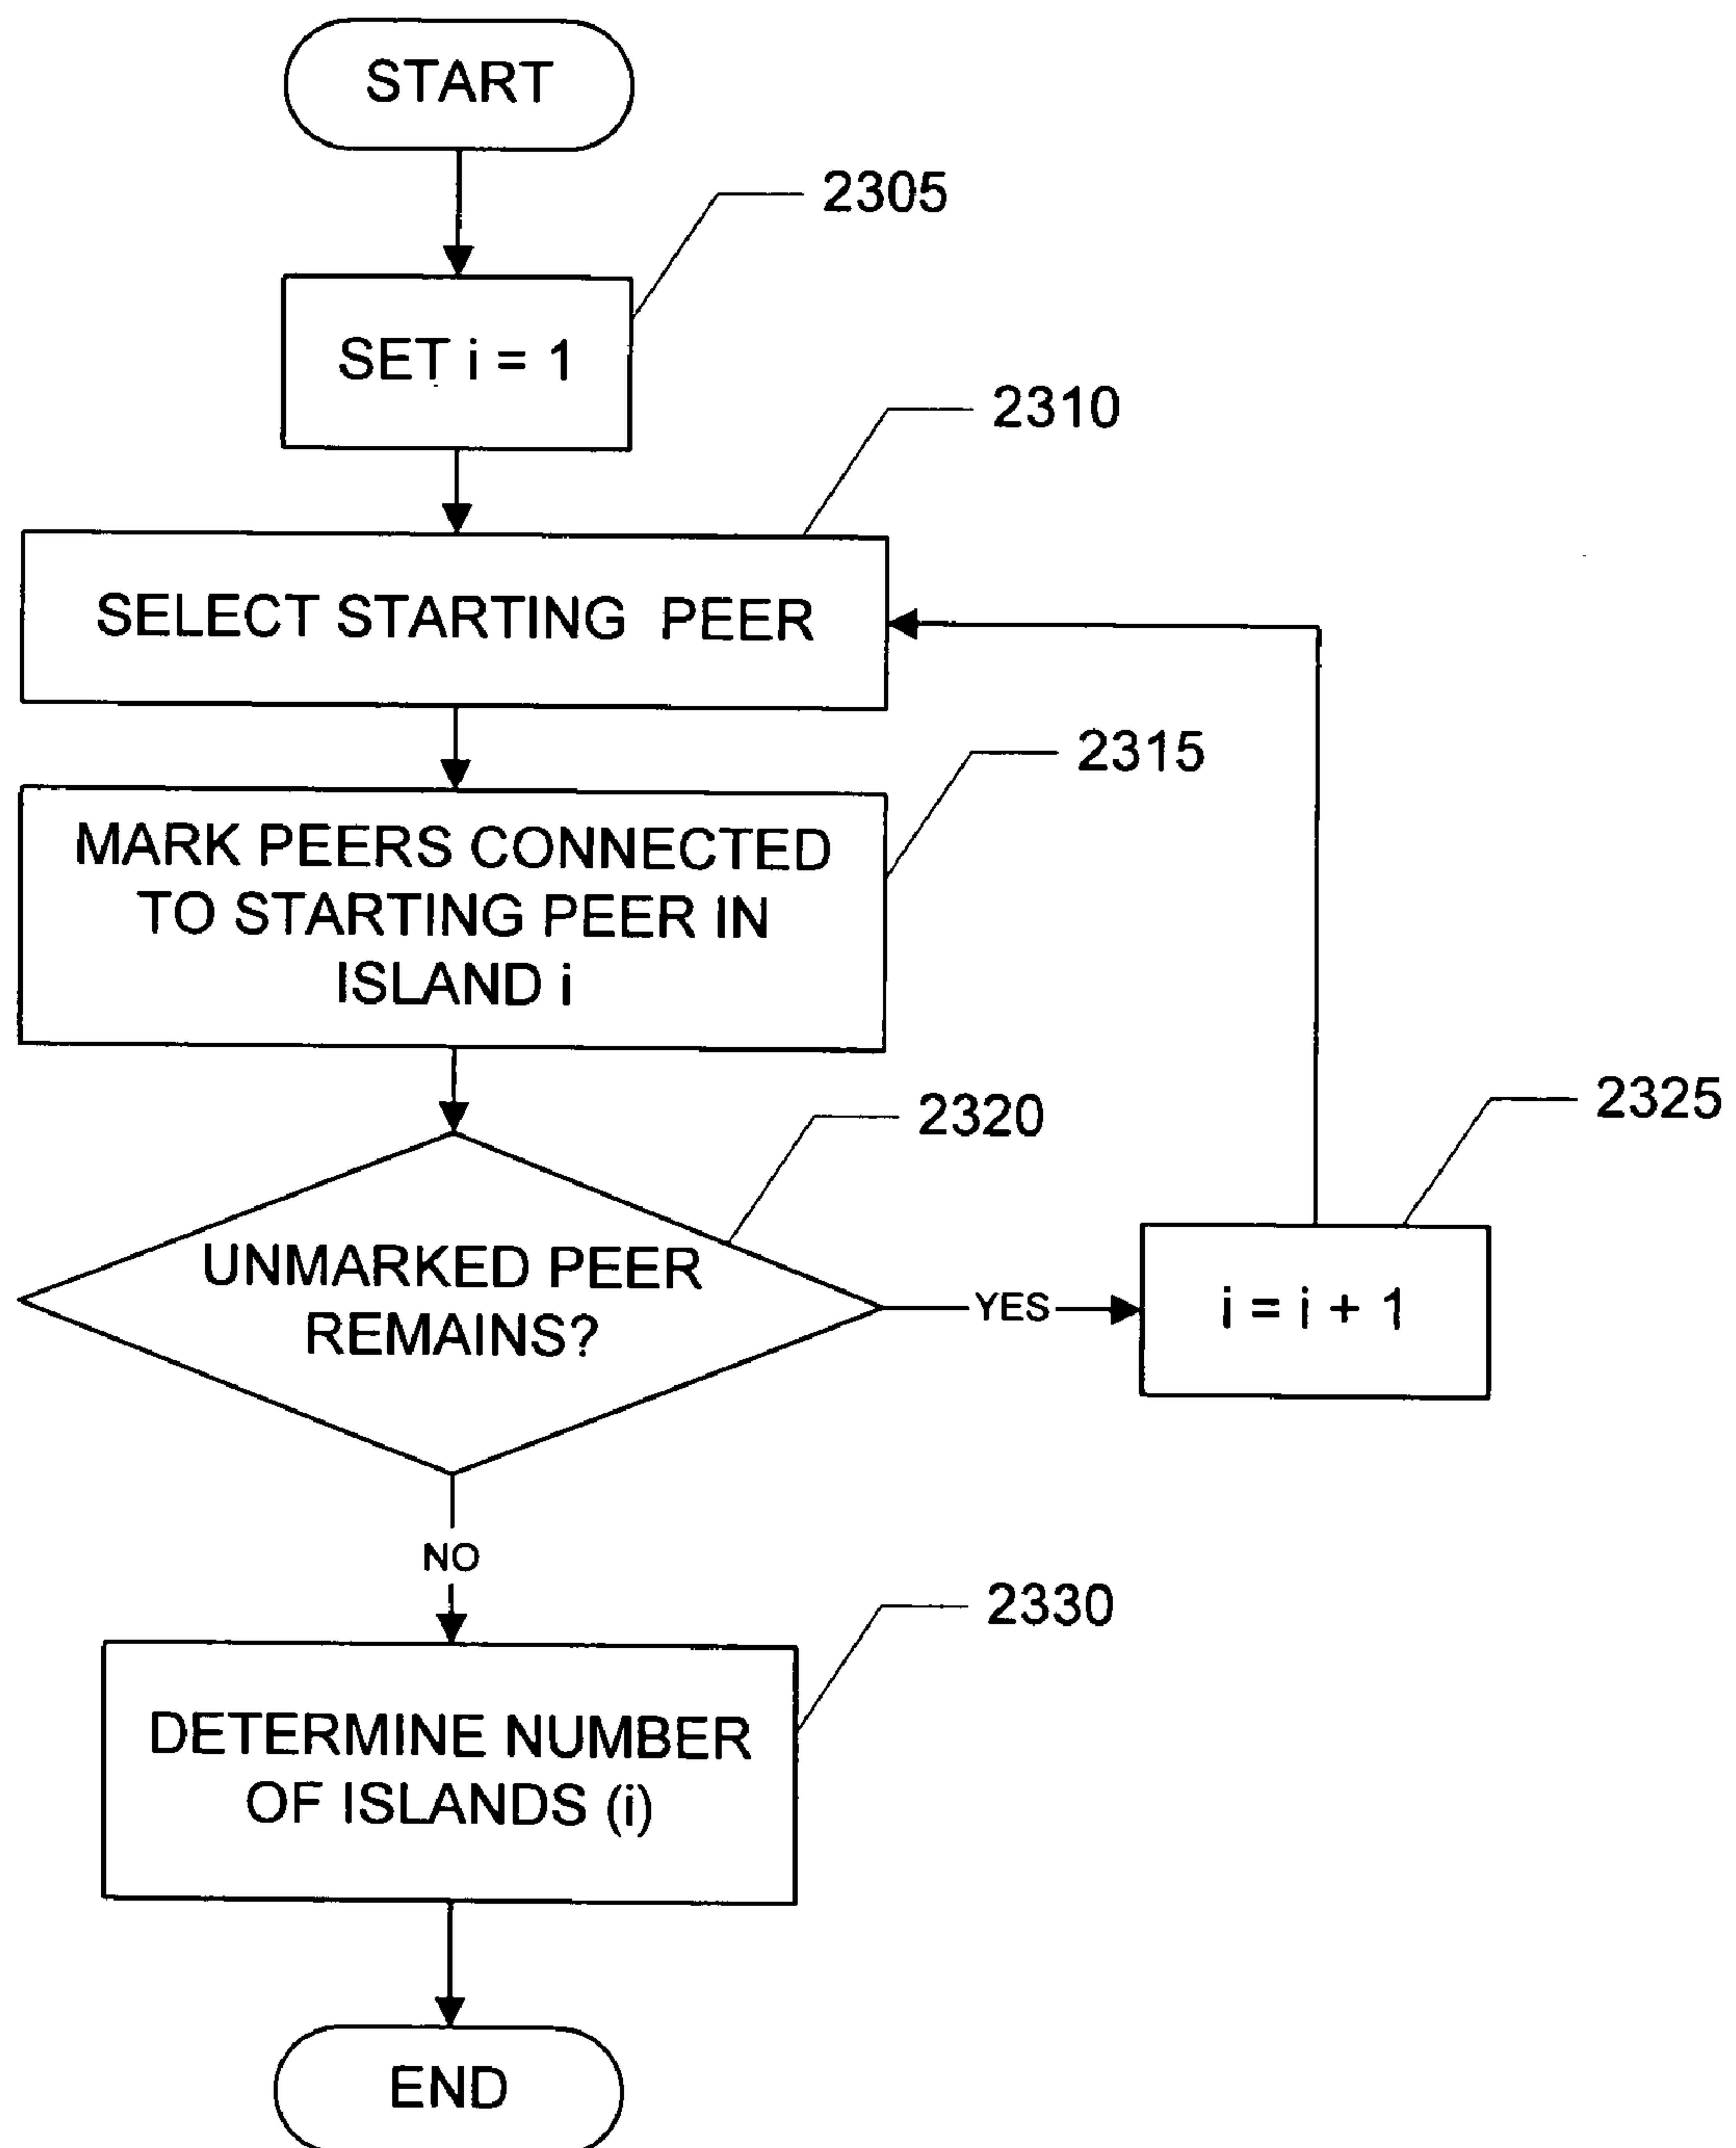 START
2305
SET i = 1
2310
SELECT STARTING PEER
2315
MARK PEERS CONNECTED
TO STARTING PEER IN
ISLAND i
2320
UNMARKED PEER
REMAINS?
YES
2325
i = i + 1
NO
2330
DETERMINE NUMBER
OF ISLANDS (i)
END